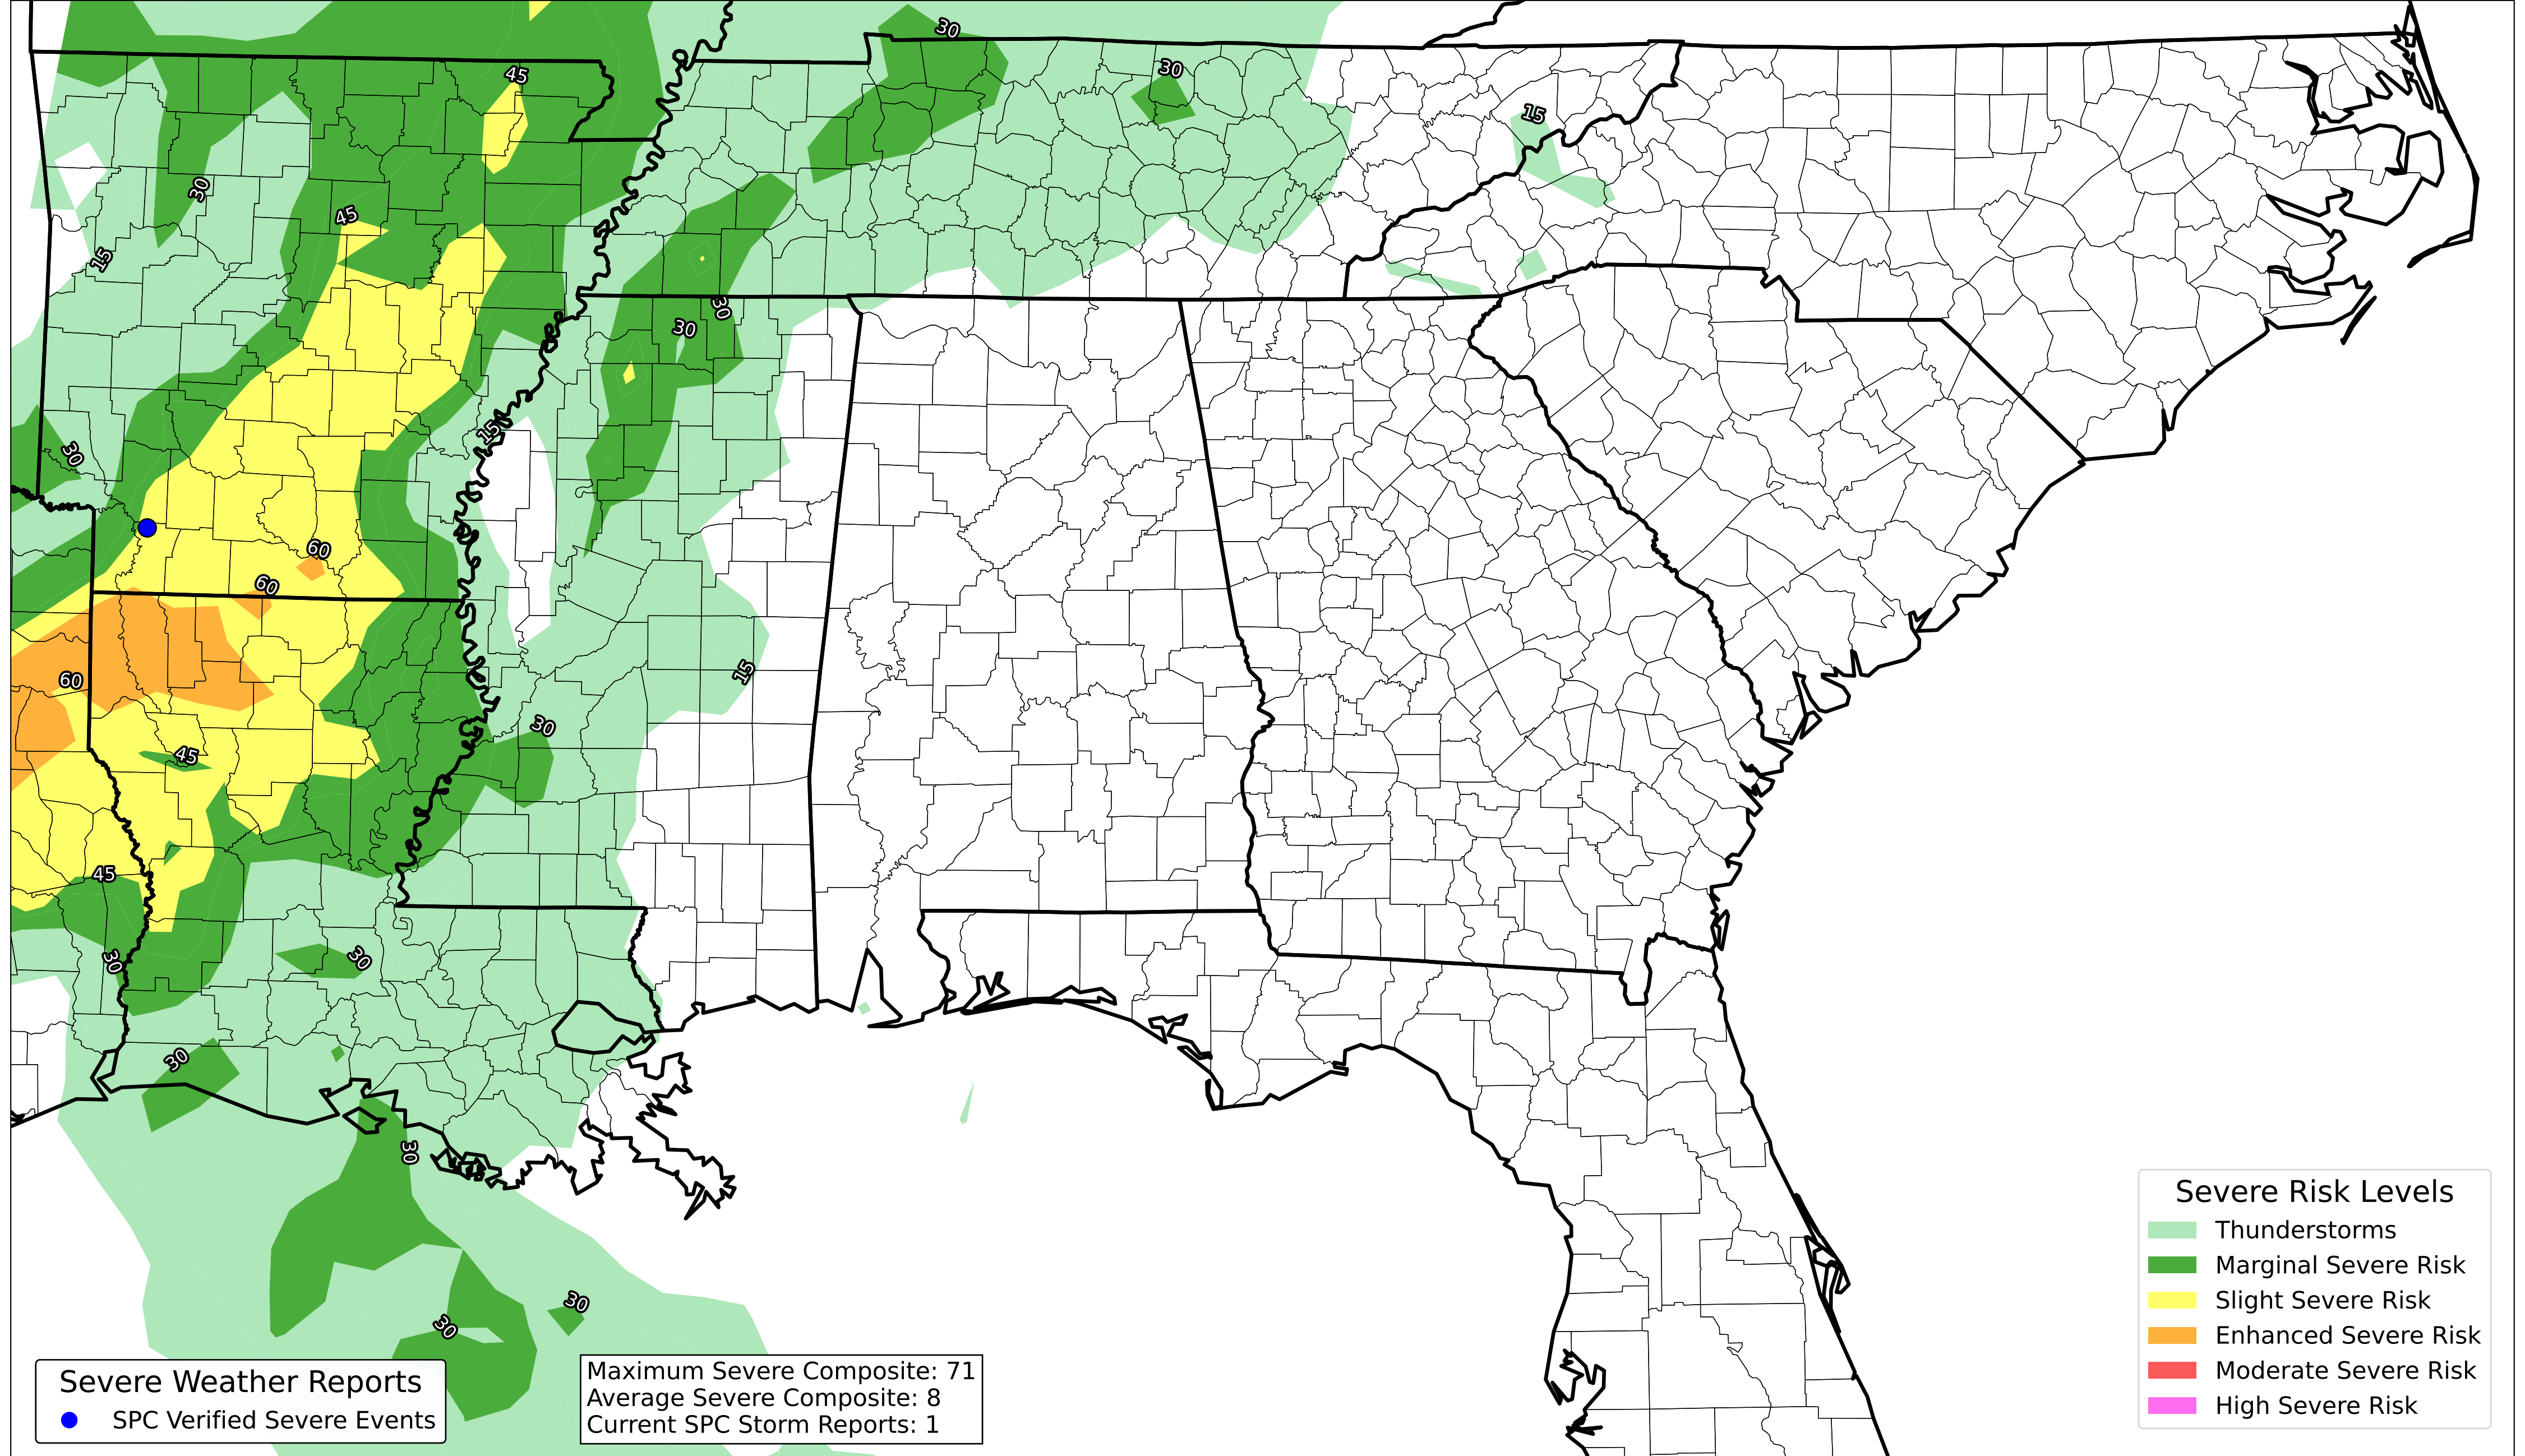 30
45
30
15
30
45
15
30
30
30
15
60
60
60
15
30
45
45
30
30
30
30
30
30
Severe Risk Levels
Thunderstorms
Marginal Severe Risk
Slight Severe Risk
Enhanced Severe Risk
Moderate Severe Risk
High Severe Risk
Severe Weather Reports
SPC Verified Severe Events
Maximum Severe Composite: 71
Average Severe Composite: 8
Current SPC Storm Reports: 1